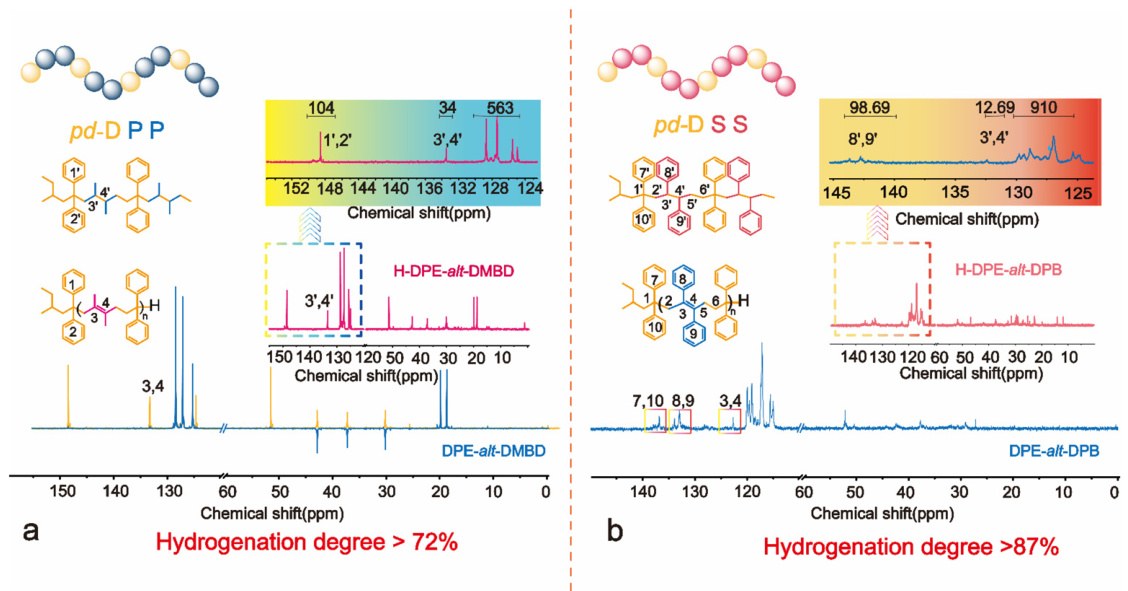 pd-D P P
1'
4'
3'
2'
1
4
3
2
n
H
104
34
563
1',2'
3',4'
152 148 144 140 136 132 128 124
Chemical shift(ppm)
H-DPE-alt-DMBD
3',4'
150 140 130 120 50 40 30 20 10
Chemical shift(ppm)
3,4
DPE-alt-DMBD
150 140 130 60 50 40 30 20 10 0
Chemical shift(ppm)
a
Hydrogenation degree > 72%
pd-D S S
7' 8'
1' 2' 4' 6'
3' 5'
10' 9'
7 8
1 2 4 6
3 5
10 9
n
H
98.69
12.69
910
8',9'
3',4'
145 140 130 125
Chemical shift(ppm)
H-DPE-alt-DPB
140 130 120 60 50 40 30 20 10
Chemical shift(ppm)
7,10
8,9
3,4
DPE-alt-DPB
140 130 120 60 50 40 30 20 10 0
Chemical shift(ppm)
b
Hydrogenation degree >87%